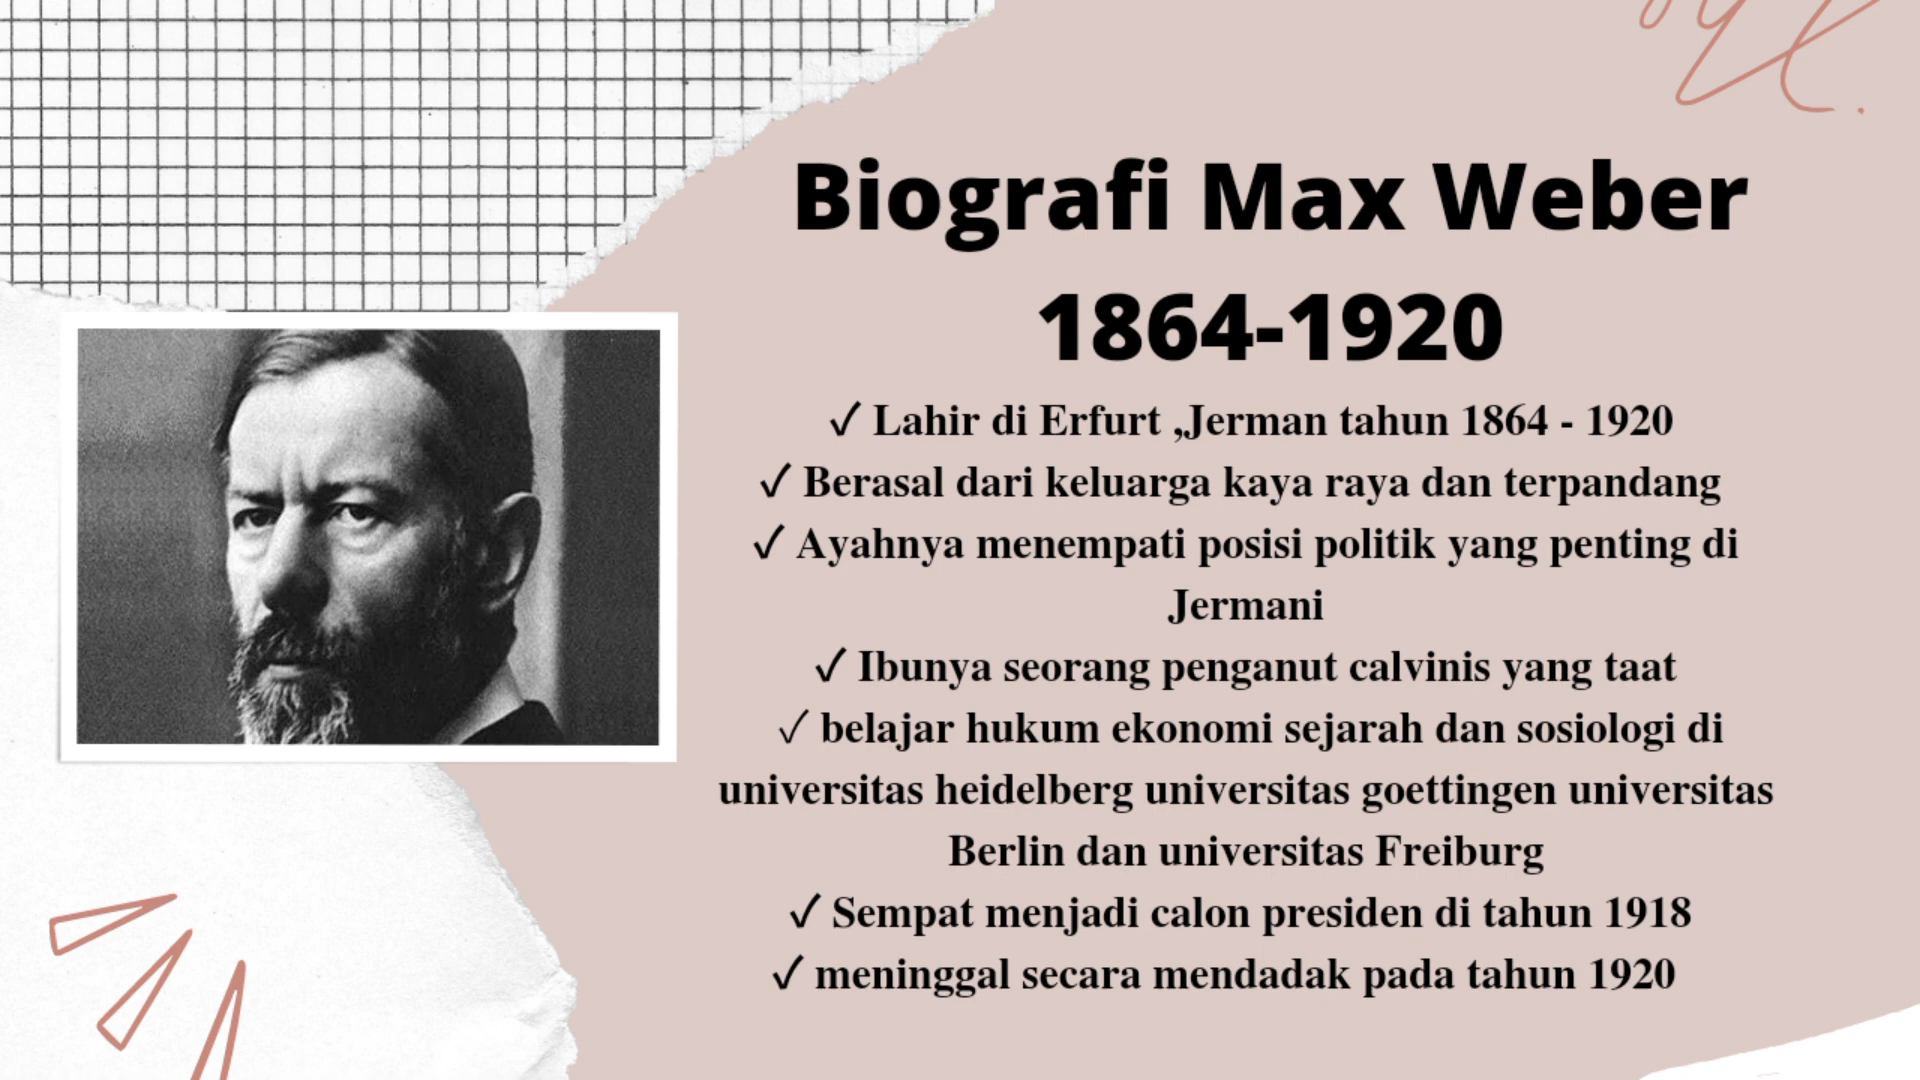 Biografi Max Weber
1864-1920
✓ Lahir di Erfurt ,Jerman tahun 1864 - 1920
✓ Berasal dari keluarga kaya raya dan terpandang
✓ Ayahnya menempati posisi politik yang penting di
Jermani
✓ Ibunya seorang penganut calvinis yang taat
✓ belajar hukum ekonomi sejarah dan sosiologi di
universitas heidelberg universitas goettingen universitas
Berlin dan universitas Freiburg
✓ Sempat menjadi calon presiden di tahun 1918
✓ meninggal secara mendadak pada tahun 1920